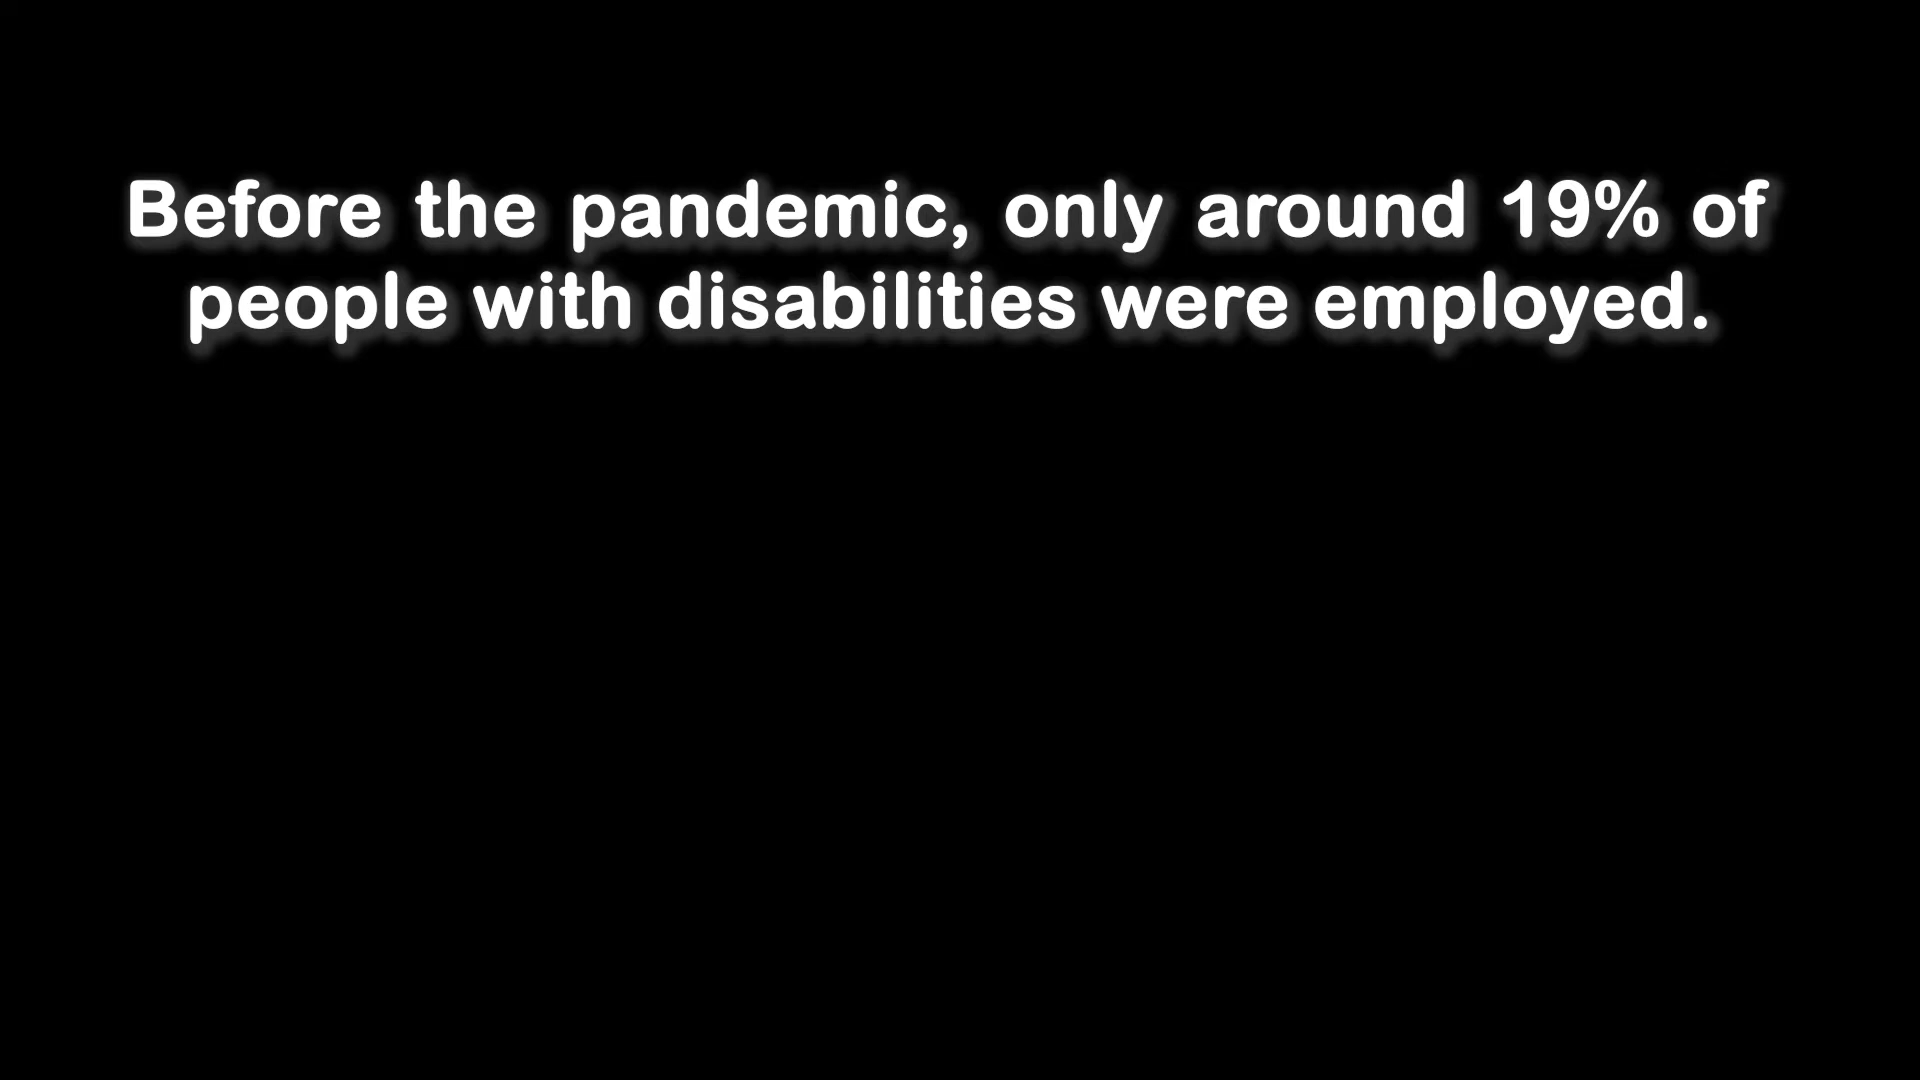 Before the pandemic, only around 19% of
people with disabilities were employed.